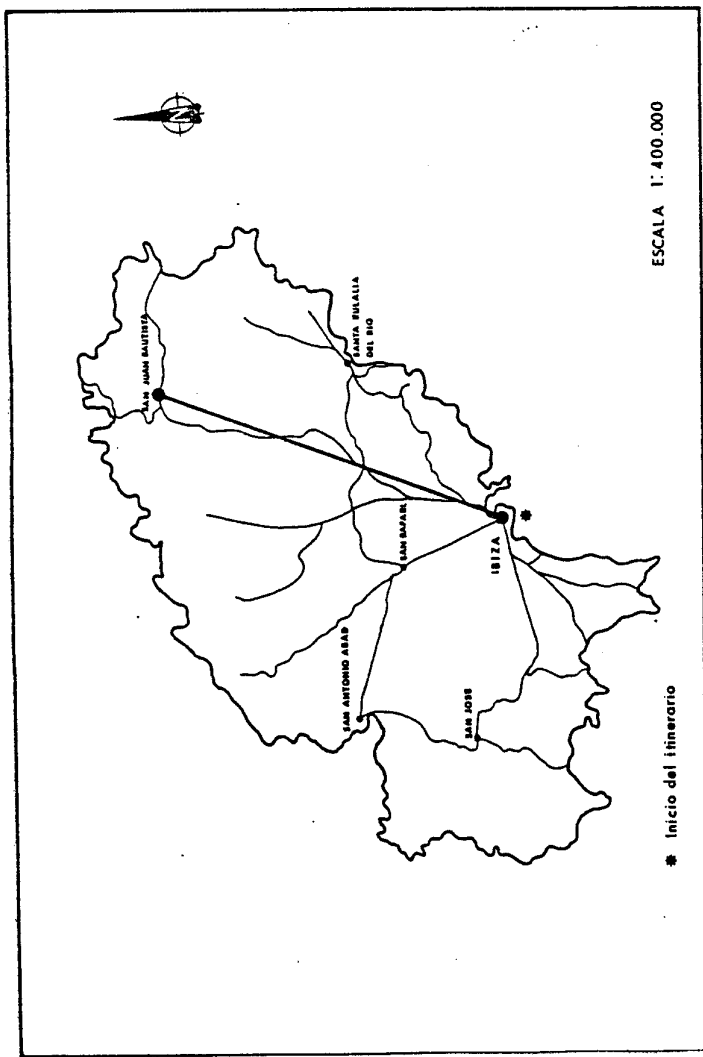 N
SAN JUAN BAUTISTA
SANTA EULALIA
DEL RIO
SAN RAFAEL
SAN ANTONIO ABAD
IBIZA
SAN JOSE
ESCALA 1:400.000
* Inicio del itinerario